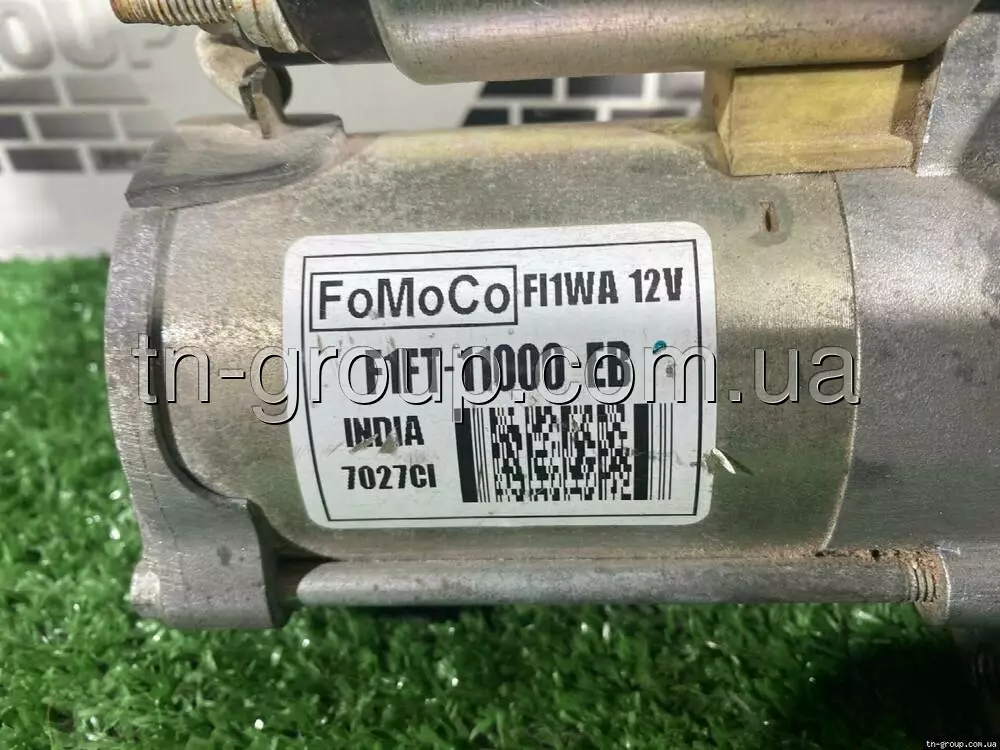 FoMoCo FI1WA 12V
F1FT-11000-EB
INDIA
7027CI
tn-group.com.ua
tn-group.com.ua